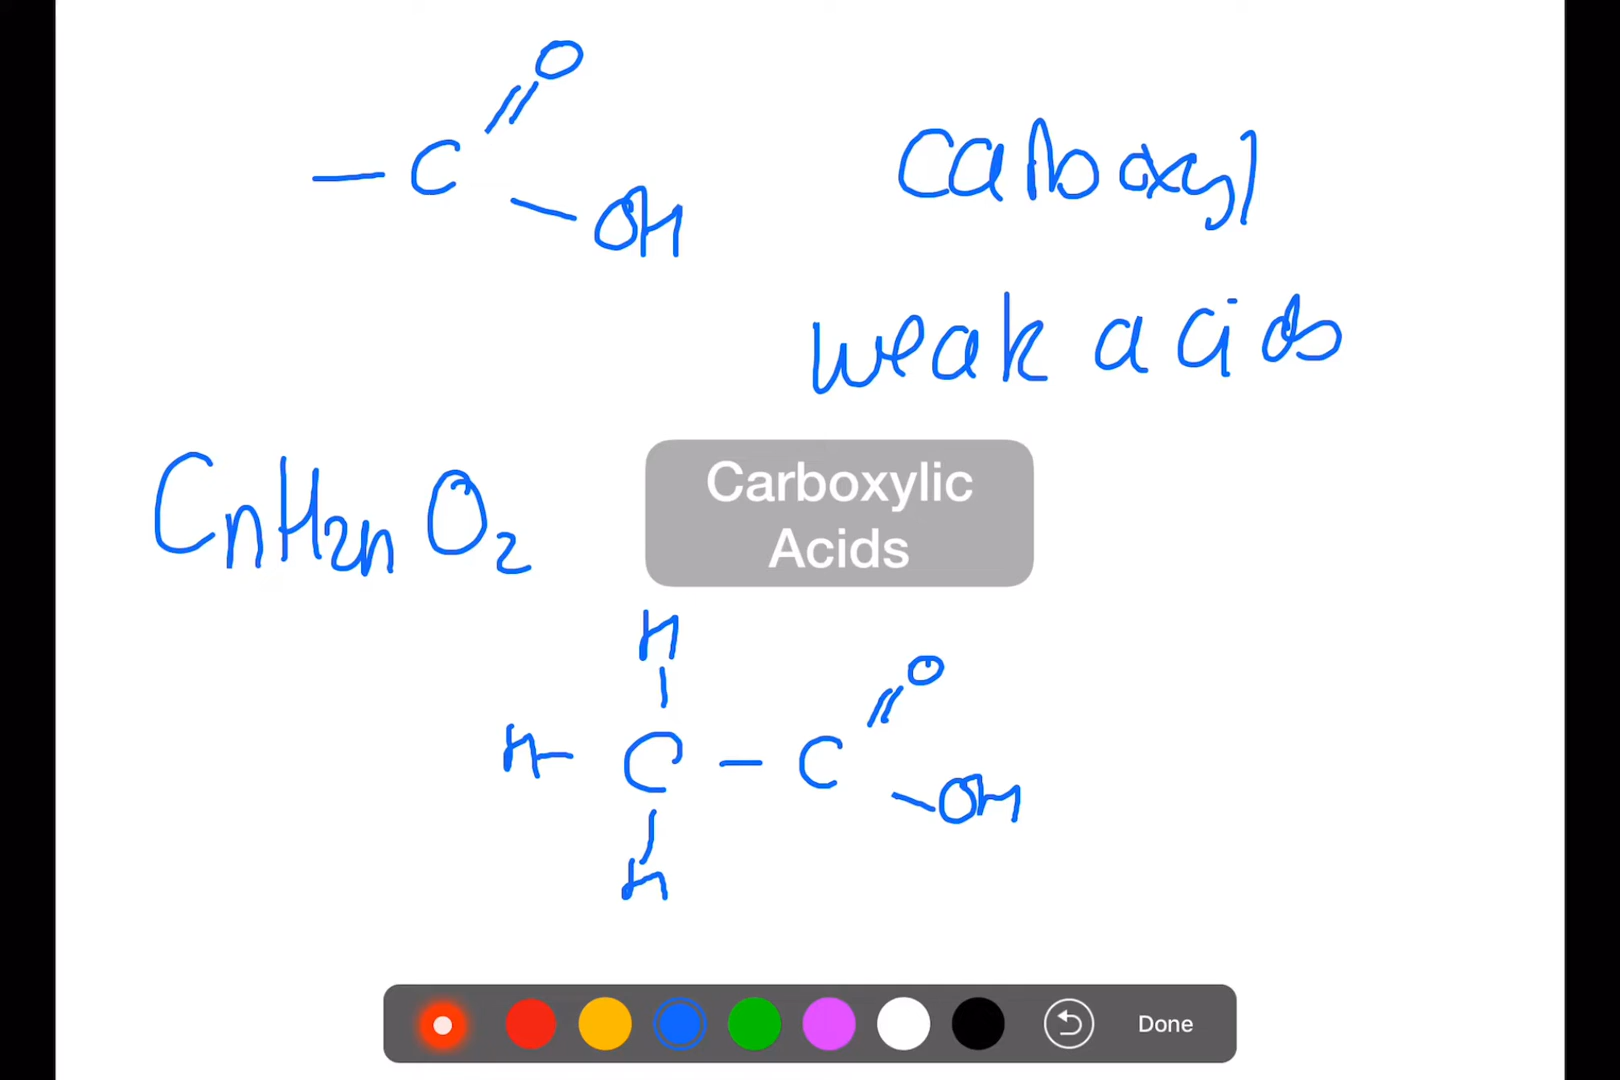 O
C
OH
carboxyl
weak acids
CnH2nO2
Carboxylic
Acids
H
O
H C C
OH
H
Done